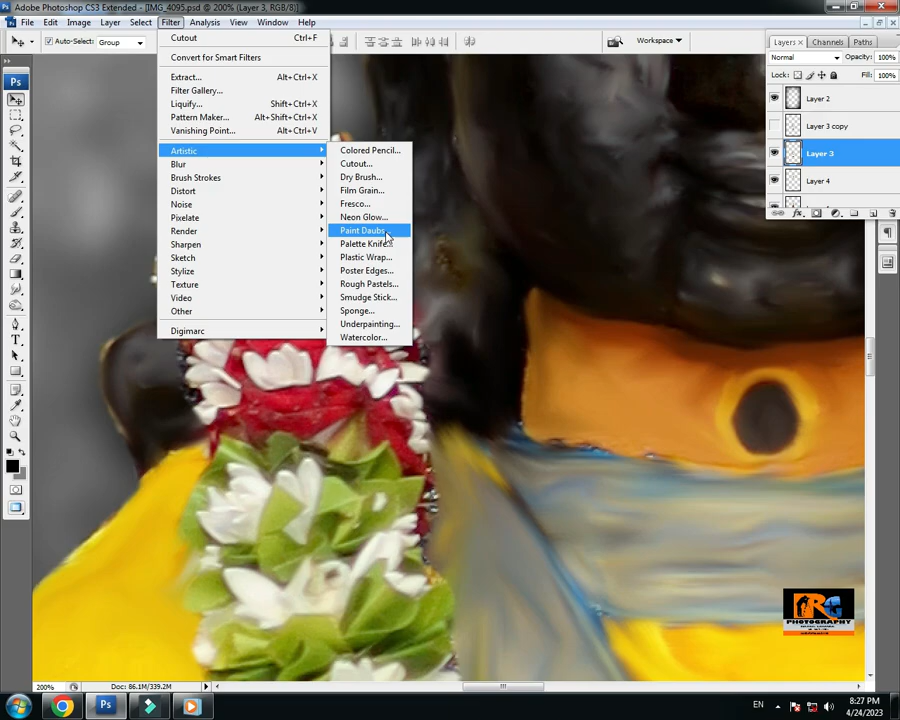 Adobe Photoshop CS3 Extended - [IMG_4095.psd @ 200% (Layer 3, RGB/8)]
File Edit Image Layer Select Filter Analysis View Window Help
Auto-Select: Group
Workspace
Cutout Ctrl+F
Convert for Smart Filters
Extract... Alt+Ctrl+X
Filter Gallery...
Liquify... Shift+Ctrl+X
Pattern Maker... Alt+Shift+Ctrl+X
Vanishing Point... Alt+Ctrl+V
Artistic
Blur
Brush Strokes
Distort
Noise
Pixelate
Render
Sharpen
Sketch
Stylize
Texture
Video
Other
Digimarc
Colored Pencil...
Cutout...
Dry Brush...
Film Grain...
Fresco...
Neon Glow...
Paint Daubs...
Palette Knife...
Plastic Wrap...
Poster Edges...
Rough Pastels...
Smudge Stick...
Sponge...
Underpainting...
Watercolor...
Layers Channels Paths
Normal Opacity: 100%
Lock: Fill: 100%
Layer 2
Layer 3 copy
Layer 3
Layer 4
Ps
RG
PHOTOGRAPHY
200% Doc: 86.1M/339.2M
Ps
EN
8:27 PM
4/24/2023